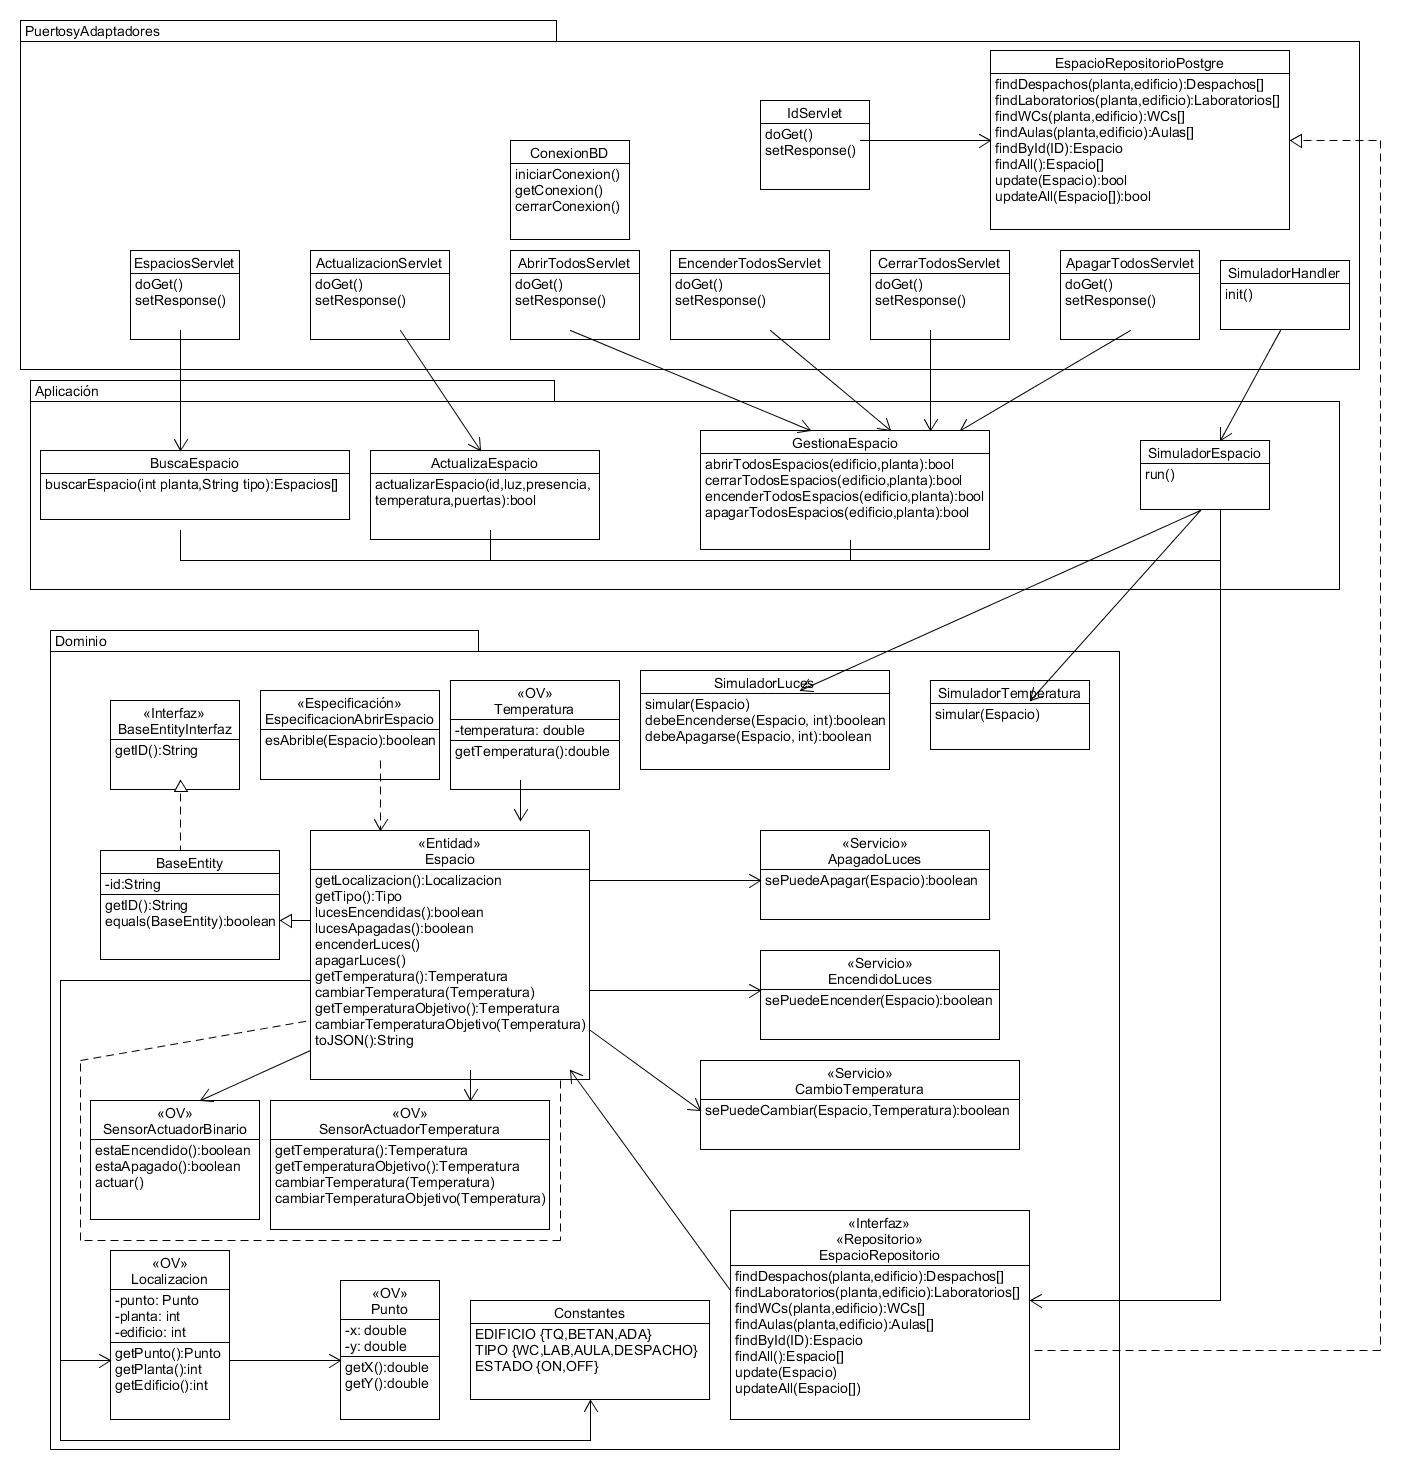 PuertosyAdaptadores
EspacioRepositorioPostgre
findDespachos(planta,edificio):Despachos[]
findLaboratorios(planta,edificio):Laboratorios[]
findWCs(planta,edificio):WCs[]
findAulas(planta,edificio):Aulas[]
findById(ID):Espacio
findAll():Espacio[]
update(Espacio):bool
updateAll(Espacio[]):bool
IdServlet
doGet()
setResponse()
ConexionBD
iniciarConexion()
getConexion()
cerrarConexion()
EspaciosServlet
doGet()
setResponse()
ActualizacionServlet
doGet()
setResponse()
AbrirTodosServlet
doGet()
setResponse()
EncenderTodosServlet
doGet()
setResponse()
CerrarTodosServlet
doGet()
setResponse()
ApagarTodosServlet
doGet()
setResponse()
SimuladorHandler
init()
Aplicación
BuscaEspacio
buscarEspacio(int planta,String tipo):Espacios[]
ActualizaEspacio
actualizarEspacio(id,luz,presencia,
temperatura,puertas):bool
GestionaEspacio
abrirTodosEspacios(edificio,planta):bool
cerrarTodosEspacios(edificio,planta):bool
encenderTodosEspacios(edificio,planta):bool
apagarTodosEspacios(edificio,planta):bool
SimuladorEspacio
run()
Dominio
«Interfaz»
BaseEntityInterfaz
getID():String
«Especificación»
EspecificacionAbrirEspacio
esAbrible(Espacio):boolean
«OV»
Temperatura
-temperatura: double
getTemperatura():double
SimuladorLuces
simular(Espacio)
debeEncenderse(Espacio, int):boolean
debeApagarse(Espacio, int):boolean
SimuladorTemperatura
simular(Espacio)
BaseEntity
-id:String
getID():String
equals(BaseEntity):boolean
«Entidad»
Espacio
getLocalizacion():Localizacion
getTipo():Tipo
lucesEncendidas():boolean
lucesApagadas():boolean
encenderLuces()
apagarLuces()
getTemperatura():Temperatura
cambiarTemperatura(Temperatura)
getTemperaturaObjetivo():Temperatura
cambiarTemperaturaObjetivo(Temperatura)
toJSON():String
«Servicio»
ApagadoLuces
sePuedeApagar(Espacio):boolean
«Servicio»
EncendidoLuces
sePuedeEncender(Espacio):boolean
«Servicio»
CambioTemperatura
sePuedeCambiar(Espacio,Temperatura):boolean
«OV»
SensorActuadorBinario
estaEncendido():boolean
estaApagado():boolean
actuar()
«OV»
SensorActuadorTemperatura
getTemperatura():Temperatura
getTemperaturaObjetivo():Temperatura
cambiarTemperatura(Temperatura)
cambiarTemperaturaObjetivo(Temperatura)
«OV»
Localizacion
-punto: Punto
-planta: int
-edificio: int
getPunto():Punto
getPlanta():int
getEdificio():int
«OV»
Punto
-x: double
-y: double
getX():double
getY():double
Constantes
EDIFICIO {TQ,BETAN,ADA}
TIPO {WC,LAB,AULA,DESPACHO}
ESTADO {ON,OFF}
«Interfaz»
«Repositorio»
EspacioRepositorio
findDespachos(planta,edificio):Despachos[]
findLaboratorios(planta,edificio):Laboratorios[]
findWCs(planta,edificio):WCs[]
findAulas(planta,edificio):Aulas[]
findById(ID):Espacio
findAll():Espacio[]
update(Espacio)
updateAll(Espacio[])